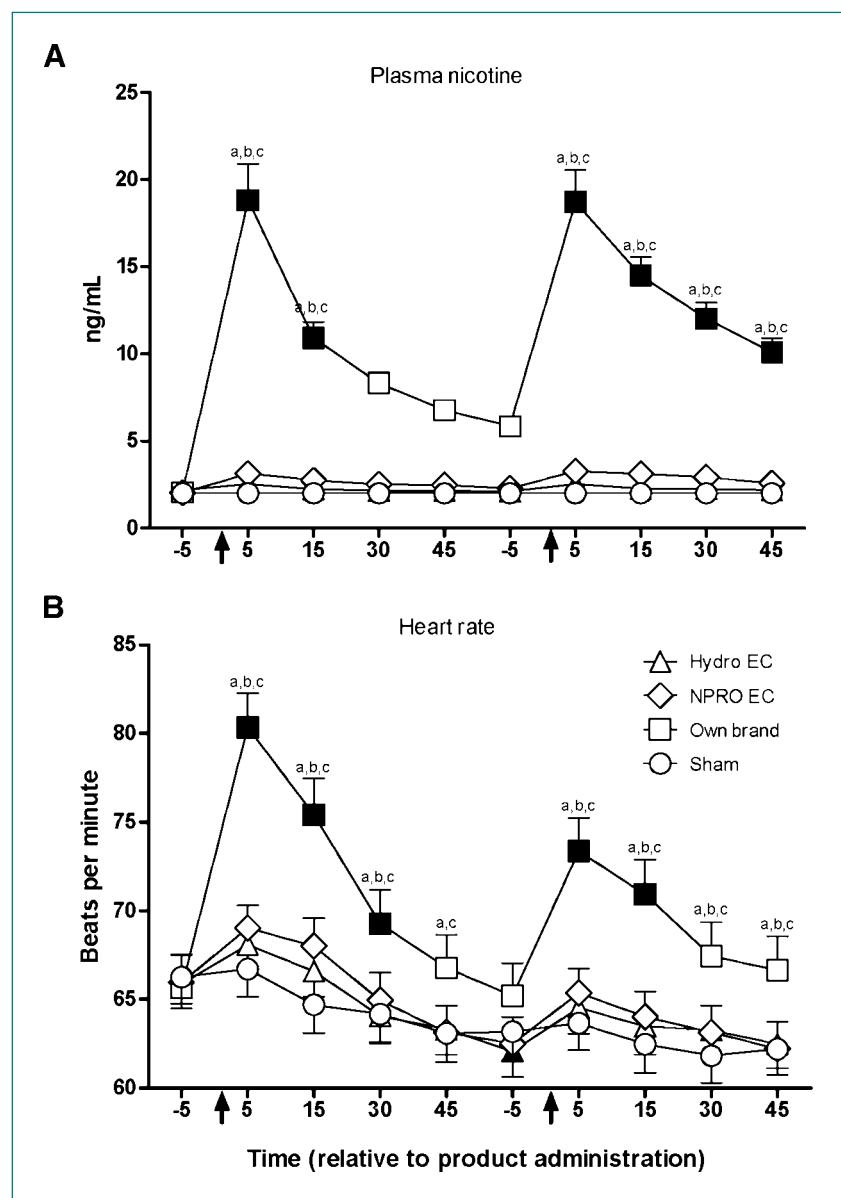 A
Plasma nicotine
25
20
15
10
5
0
ng/mL
a,b,c
a,b,c
a,b,c
a,b,c
a,b,c
a,b,c
-5 5 15 30 45 -5 5 15 30 45
B
Heart rate
85
80
75
70
65
60
Beats per minute
Hydro EC
NPRO EC
Own brand
Sham
a,b,c
a,b,c
a,b,c
a,c
a,b,c
a,b,c
a,b,c
a,b,c
-5 5 15 30 45 -5 5 15 30 45
Time (relative to product administration)